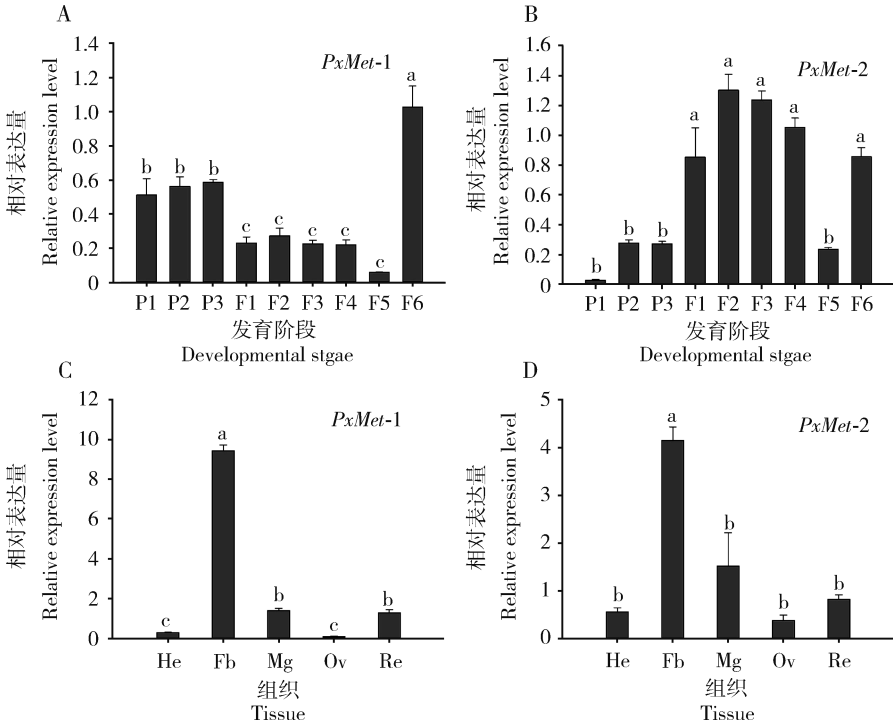 A
PxMet-1
相对表达量
Relative expression level
1.4
1.2
1.0
0.8
0.6
0.4
0.2
0
b b b c c c c c a
P1 P2 P3 F1 F2 F3 F4 F5 F6
发育阶段
Developmental stgae
B
PxMet-2
相对表达量
Relative expression level
1.6
1.4
1.2
1.0
0.8
0.6
0.4
0.2
0
b b b a a a a b a
P1 P2 P3 F1 F2 F3 F4 F5 F6
发育阶段
Developmental stgae
C
PxMet-1
相对表达量
Relative expression level
12
10
8
6
4
2
0
c a b c b
He Fb Mg Ov Re
组织
Tissue
D
PxMet-2
相对表达量
Relative expression level
5
4
3
2
1
0
b a b b b
He Fb Mg Ov Re
组织
Tissue